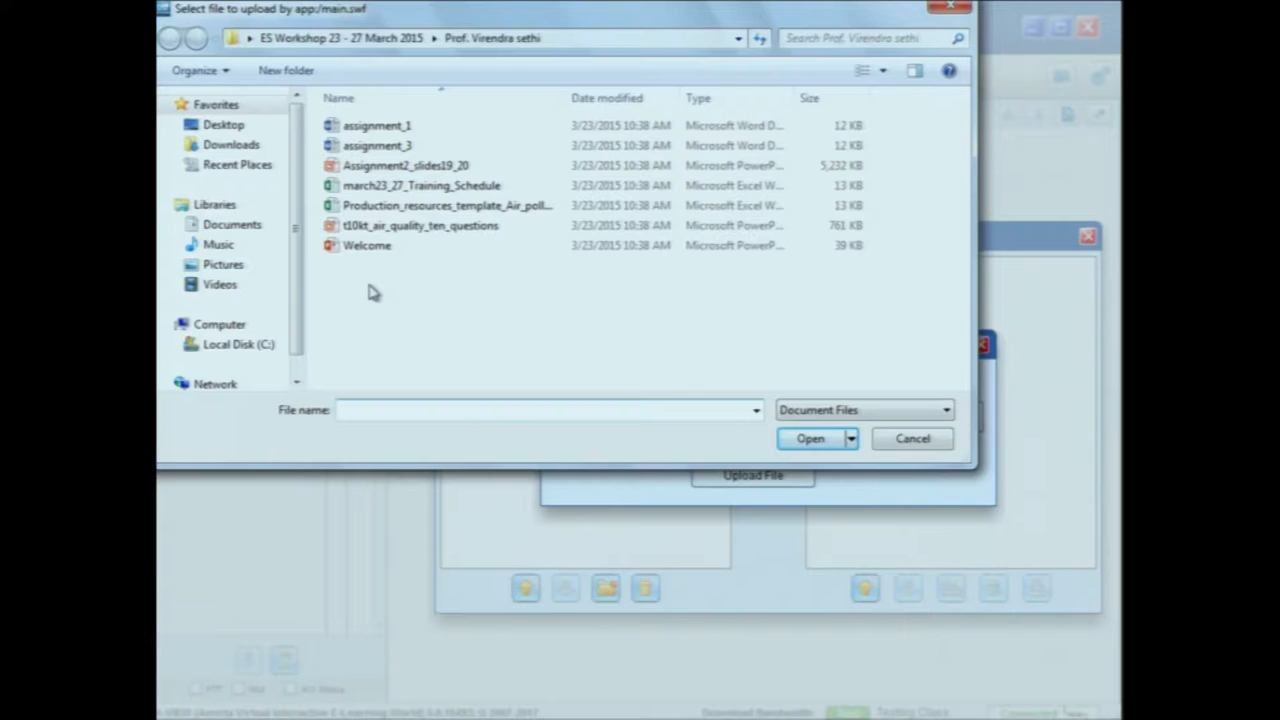 Select file to upload by app:/main.swf
ES Workshop 23 - 27 March 2015 Prof. Virendra sethi Search Prof. Virendra sethi
Organize New folder
Name Date modified Type Size
Favorites
Desktop
Downloads
Recent Places
Libraries
Documents
Music
Pictures
Videos
Computer
Local Disk (C:)
Network
assignment_1 3/23/2015 10:38 AM Microsoft Word D... 12 KB
assignment_3 3/23/2015 10:38 AM Microsoft Word D... 12 KB
Assignment2_slides19_20 3/23/2015 10:38 AM Microsoft PowerP... 5,232 KB
march23_27_Training_Schedule 3/23/2015 10:38 AM Microsoft Excel W... 13 KB
Production_resources_template_Air_poll... 3/23/2015 10:38 AM Microsoft Excel W... 13 KB
t10kt_air_quality_ten_questions 3/23/2015 10:38 AM Microsoft PowerP... 761 KB
Welcome 3/23/2015 10:38 AM Microsoft PowerP... 39 KB
File name: Document Files
Open Cancel
Upload File
Download Bandwidth: Testing Class